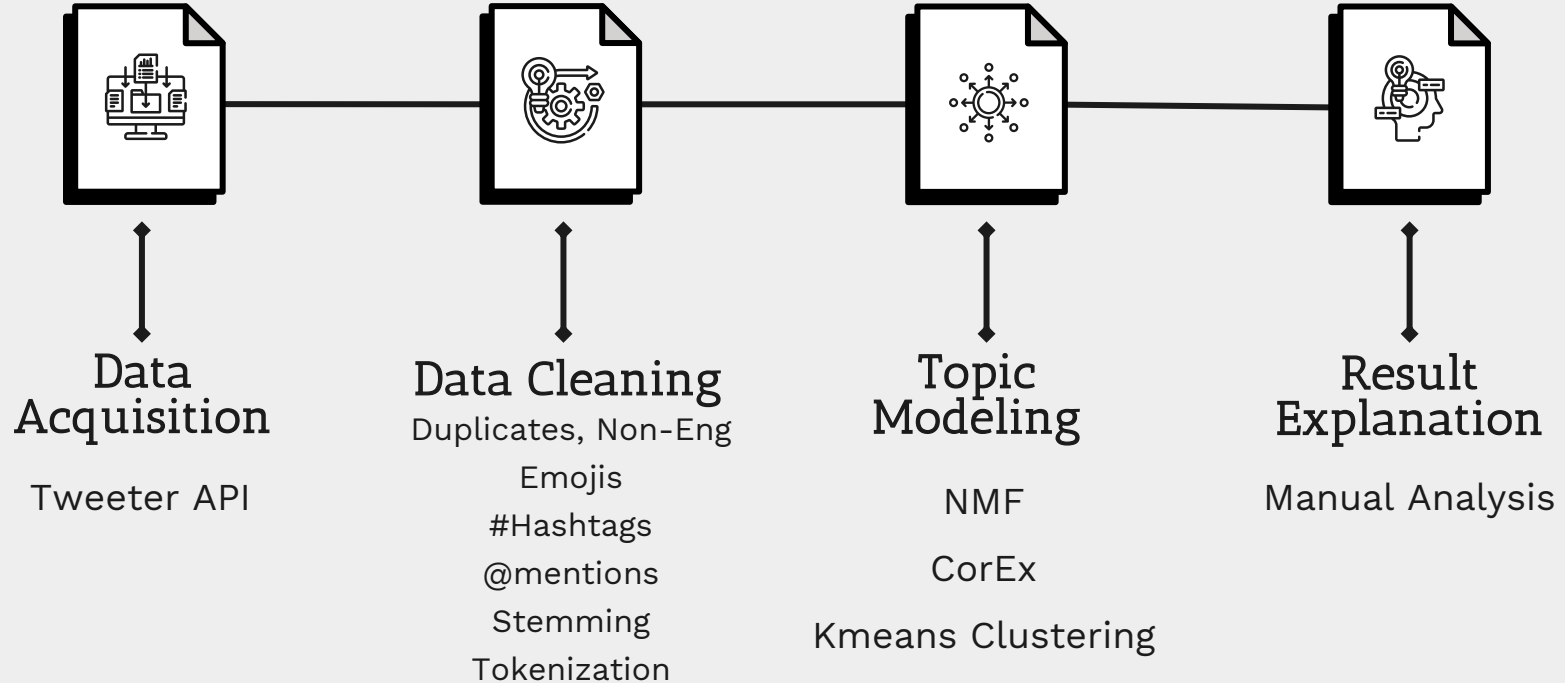 Data
Acquisition
Tweeter API
Data Cleaning
Duplicates, Non-Eng
Emojis
#Hashtags
@mentions
Stemming
Tokenization
Topic
Modeling
NMF
CorEx
Kmeans Clustering
Result
Explanation
Manual Analysis